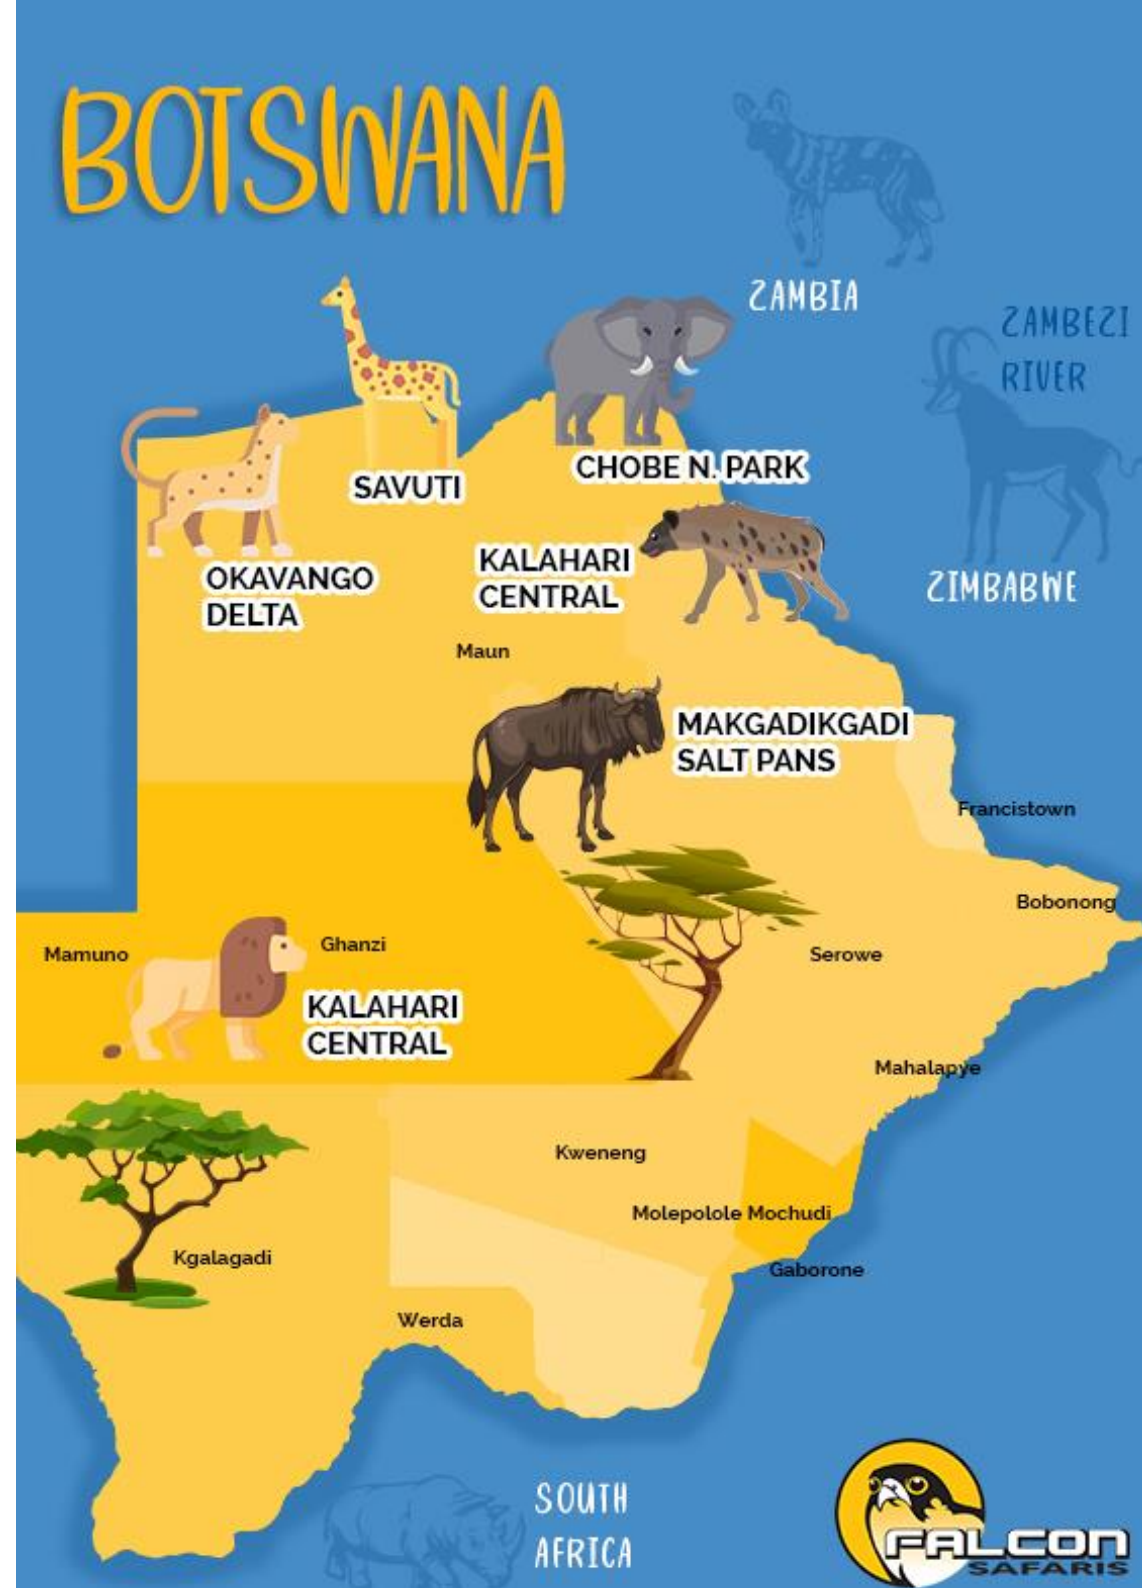 BOTSWANA
ZAMBIA
ZAMBEZI
RIVER
SAVUTI
CHOBE N. PARK
OKAVANGO
DELTA
KALAHARI
CENTRAL
ZIMBABWE
Maun
MAKGADIKGADI
SALT PANS
Francistown
Bobonong
Mamuno
Ghanzi
Serowe
KALAHARI
CENTRAL
Mahalapye
Kweneng
Molepolole Mochudi
Kgalagadi
Gaborone
Werda
SOUTH
AFRICA
FALCON
SAFARIS